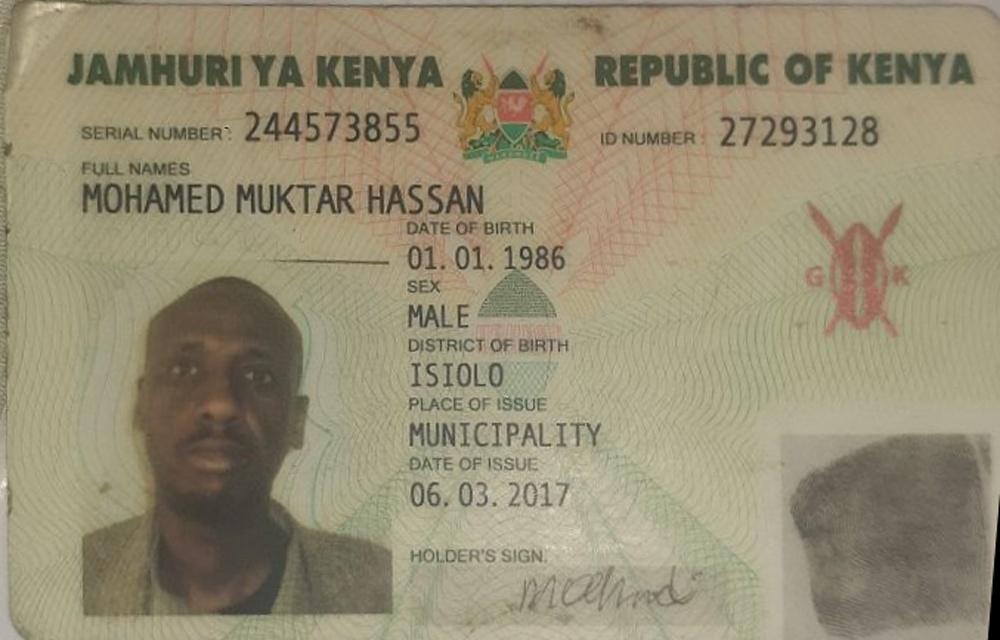 JAMHURI YA KENYA
REPUBLIC OF KENYA
SERIAL NUMBER: 244573855
ID NUMBER: 27293128
FULL NAMES
MOHAMED MUKTAR HASSAN
DATE OF BIRTH
01. 01. 1986
SEX
MALE
DISTRICT OF BIRTH
ISIOLO
PLACE OF ISSUE
MUNICIPALITY
DATE OF ISSUE
06. 03. 2017
HOLDER'S SIGN.
G K